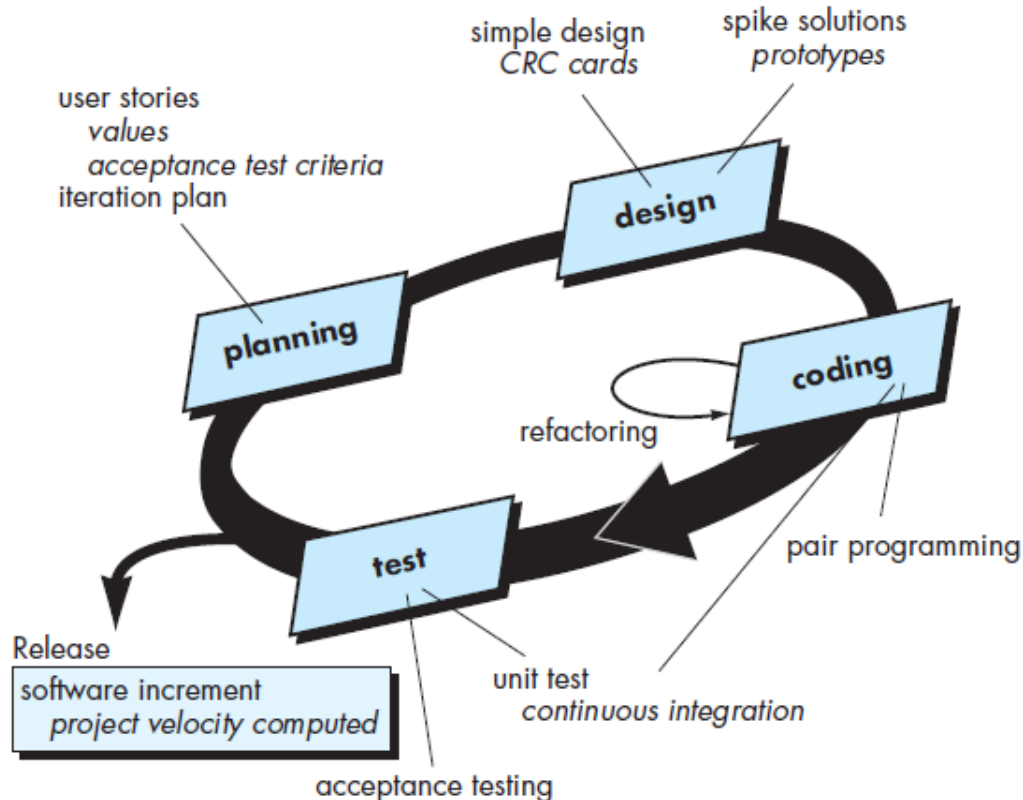 simple design
CRC cards
spike solutions
prototypes
user stories
values
acceptance test criteria
iteration plan
design
planning
coding
refactoring
test
pair programming
Release
software increment
project velocity computed
unit test
continuous integration
acceptance testing